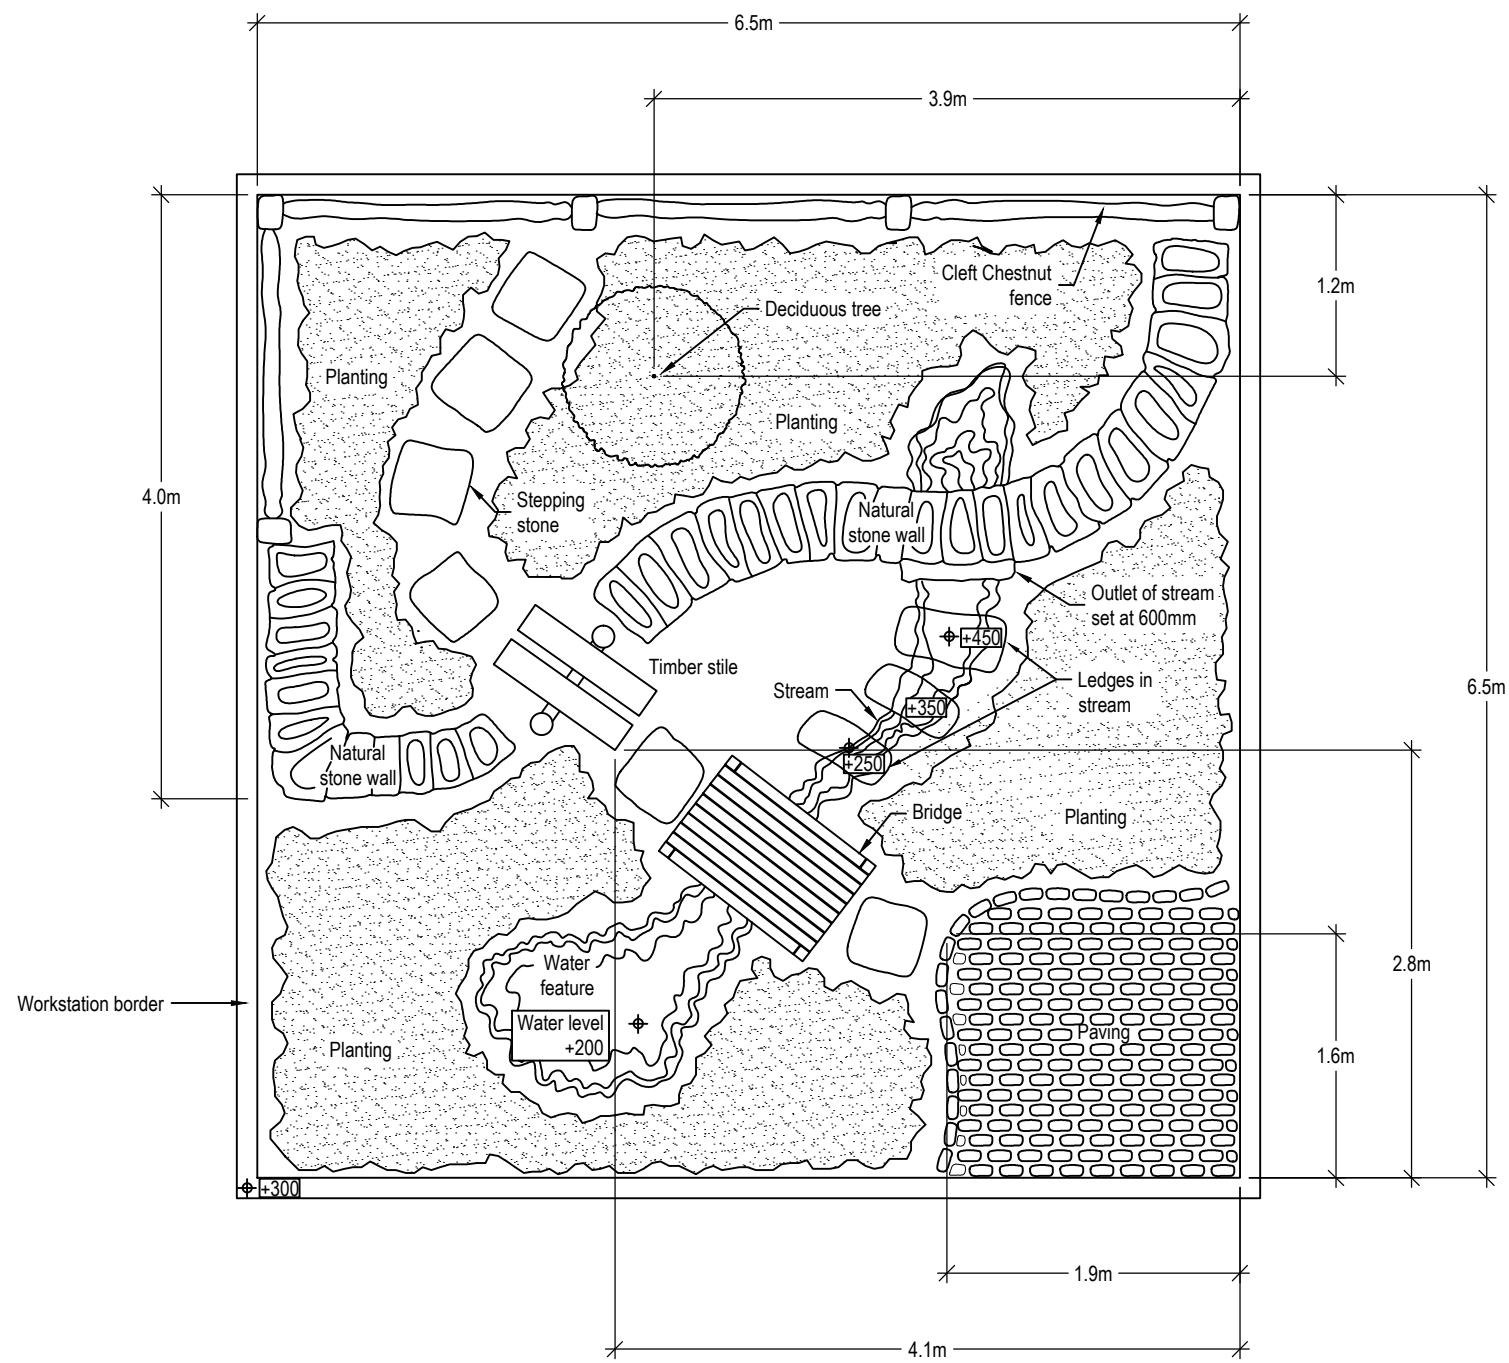 6.5m
3.9m
Cleft Chestnut
fence
1.2m
Deciduous tree
Planting
Planting
4.0m
Stepping
stone
Natural
stone wall
Outlet of stream
set at 600mm
+450
Timber stile
Stream
Ledges in
stream
6.5m
+350
Natural
stone wall
+250
Bridge
Planting
2.8m
Water
feature
Workstation border
Water level
+200
Paving
Planting
1.6m
+300
1.9m
4.1m